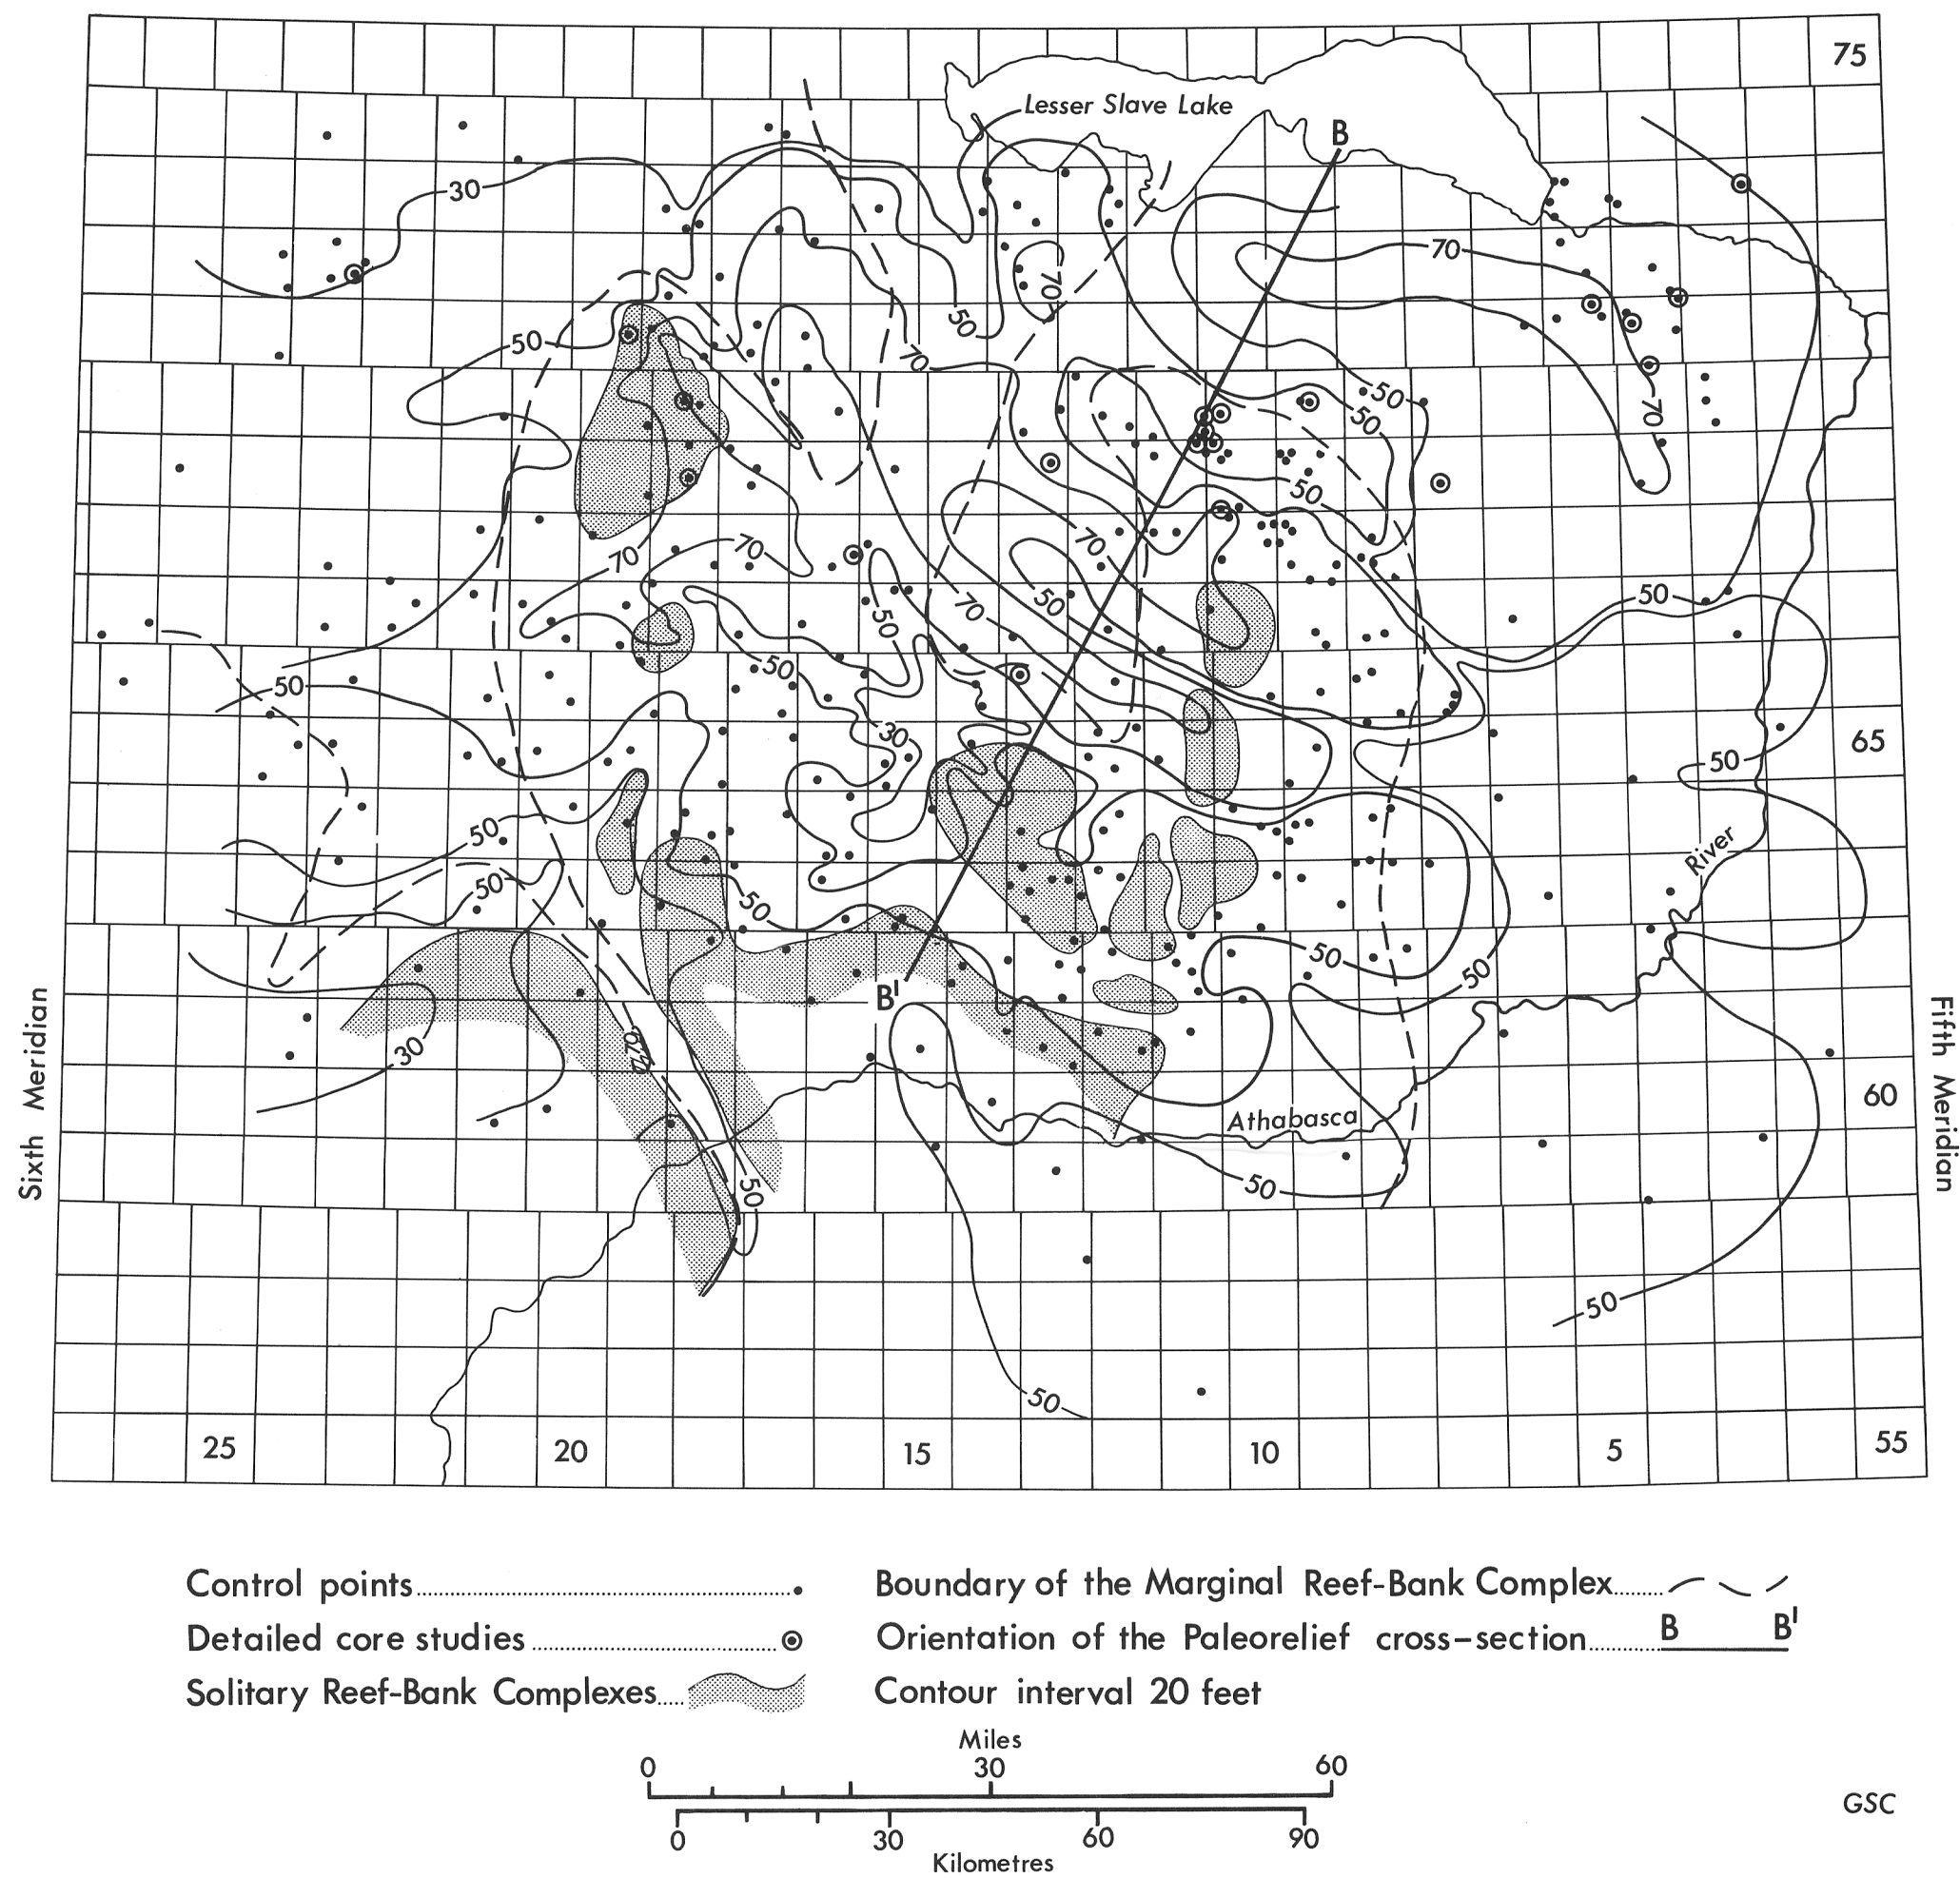 75
Lesser Slave Lake
B
30
70
70
50
50
70
50
50
70
50
70
70
70
50
50
70
50
50
50
50
30
65
50
50
River
50
50
50
50
B'
Sixth Meridian
Fifth Meridian
30
60
Athabasca
50
50
50
50
25
20
15
10
5
55
Control points
Boundary of the Marginal Reef-Bank Complex
Detailed core studies
Orientation of the Paleorelief cross-section B B'
Solitary Reef-Bank Complexes
Contour interval 20 feet
Miles
0 30 60
GSC
0 30 60 90
Kilometres